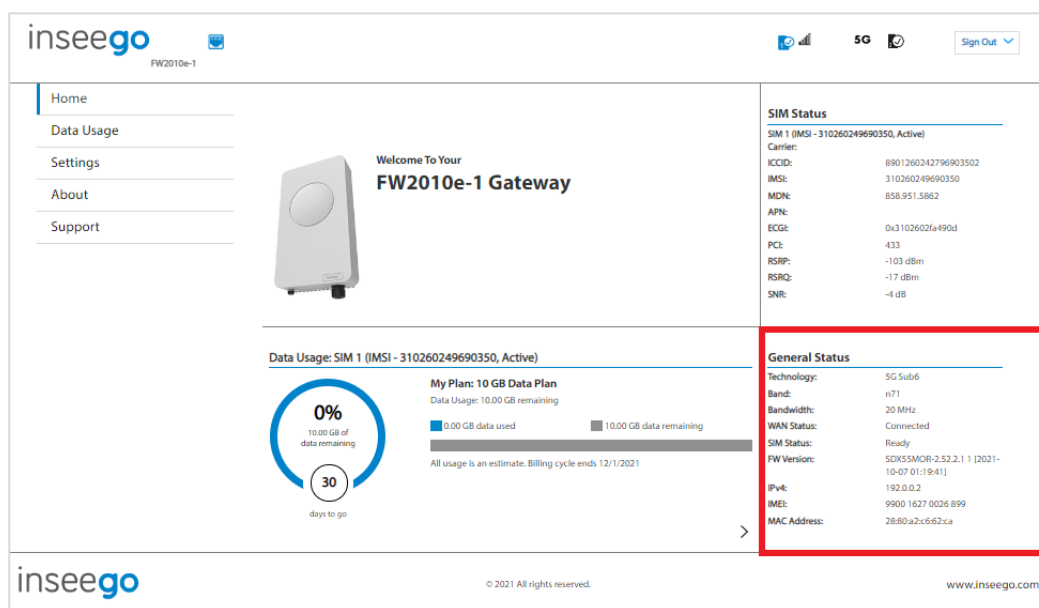 inseego
FW2010e-1
5G
Sign Out
Home
Data Usage
Settings
About
Support
Welcome To Your
FW2010e-1 Gateway
SIM Status
SIM 1 (IMSI - 310260249690350, Active)
Carrier:
ICCID: 8901260242796903502
IMSI: 310260249690350
MDN: 858.951.5862
APN:
ECGI: 0x3102602fa490d
PCI: 433
RSRP: -103 dBm
RSRQ: -17 dBm
SNR: -4 dB
Data Usage: SIM 1 (IMSI - 310260249690350, Active)
0%
10.00 GB of
data remaining
30
days to go
My Plan: 10 GB Data Plan
Data Usage: 10.00 GB remaining
0.00 GB data used 10.00 GB data remaining
All usage is an estimate. Billing cycle ends 12/1/2021
General Status
Technology: 5G Sub6
Band: n71
Bandwidth: 20 MHz
WAN Status: Connected
SIM Status: Ready
FW Version: SDX55MOR-2.52.2.1 1 [2021-
10-07 01:19:41]
IPv4: 192.0.0.2
IMEI: 9900 1627 0026 899
MAC Address: 28:80:a2:c6:62:ca
inseego
© 2021 All rights reserved.
www.inseego.com